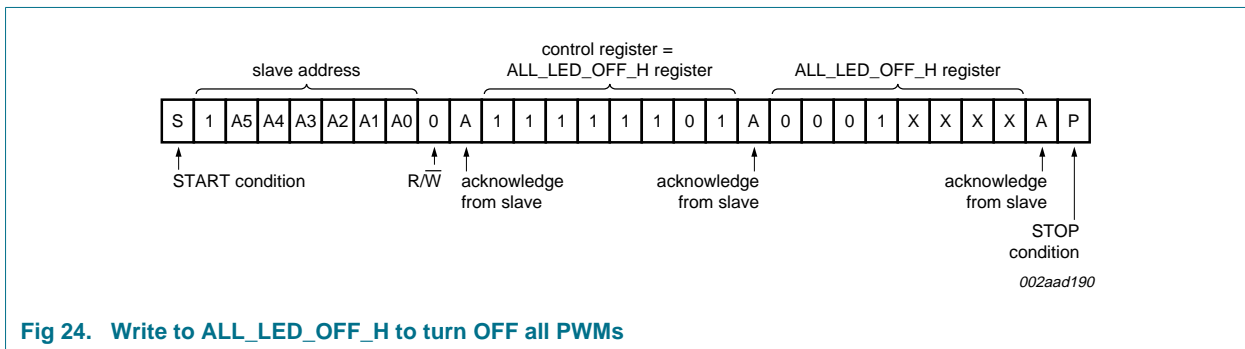 control register =
slave address ALL_LED_OFF_H register ALL_LED_OFF_H register
S 1 A5 A4 A3 A2 A1 A0 0 A 1 1 1 1 1 1 0 1 A 0 0 0 1 X X X X A P
START condition R/W̅ acknowledge acknowledge acknowledge
from slave from slave from slave
STOP
condition
002aad190
Fig 24. Write to ALL_LED_OFF_H to turn OFF all PWMs